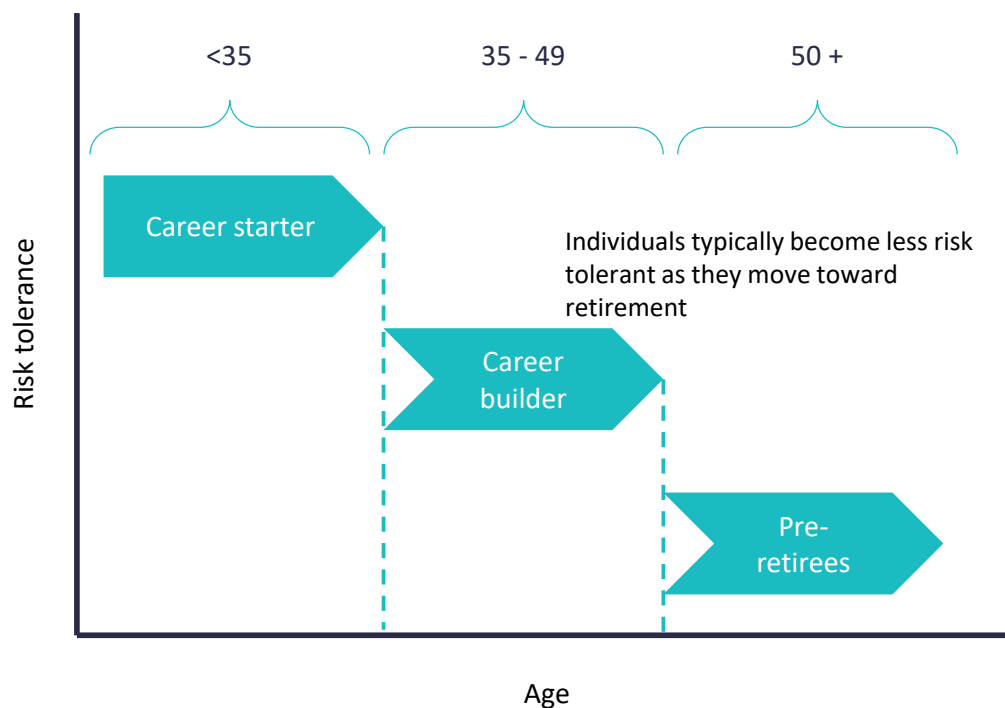 <35
35 - 49
50 +
Career starter
Individuals typically become less risk
tolerant as they move toward
retirement
Risk tolerance
Career
builder
Pre-
retirees
Age